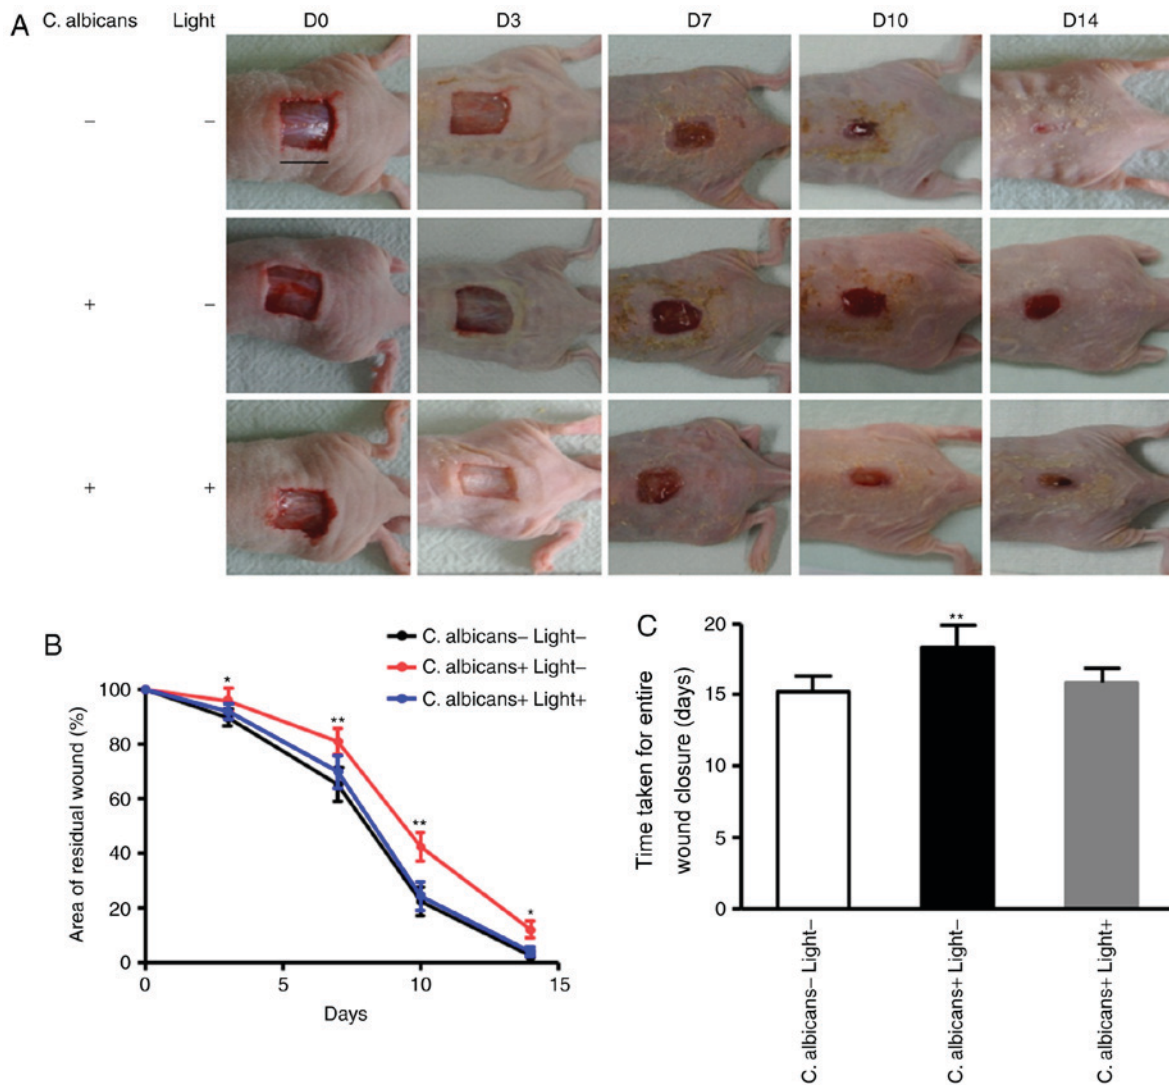 A
C. albicans Light D0 D3 D7 D10 D14
– –
+ –
+ +
B
C. albicans– Light–
C. albicans+ Light–
C. albicans+ Light+
Area of residual wound (%)
100
80
60
40
20
0
* ** ** *
0 5 10 15
Days
C
Time taken for entire
wound closure (days)
20
15
10
5
0
**
C. albicans– Light–
C. albicans+ Light–
C. albicans+ Light+